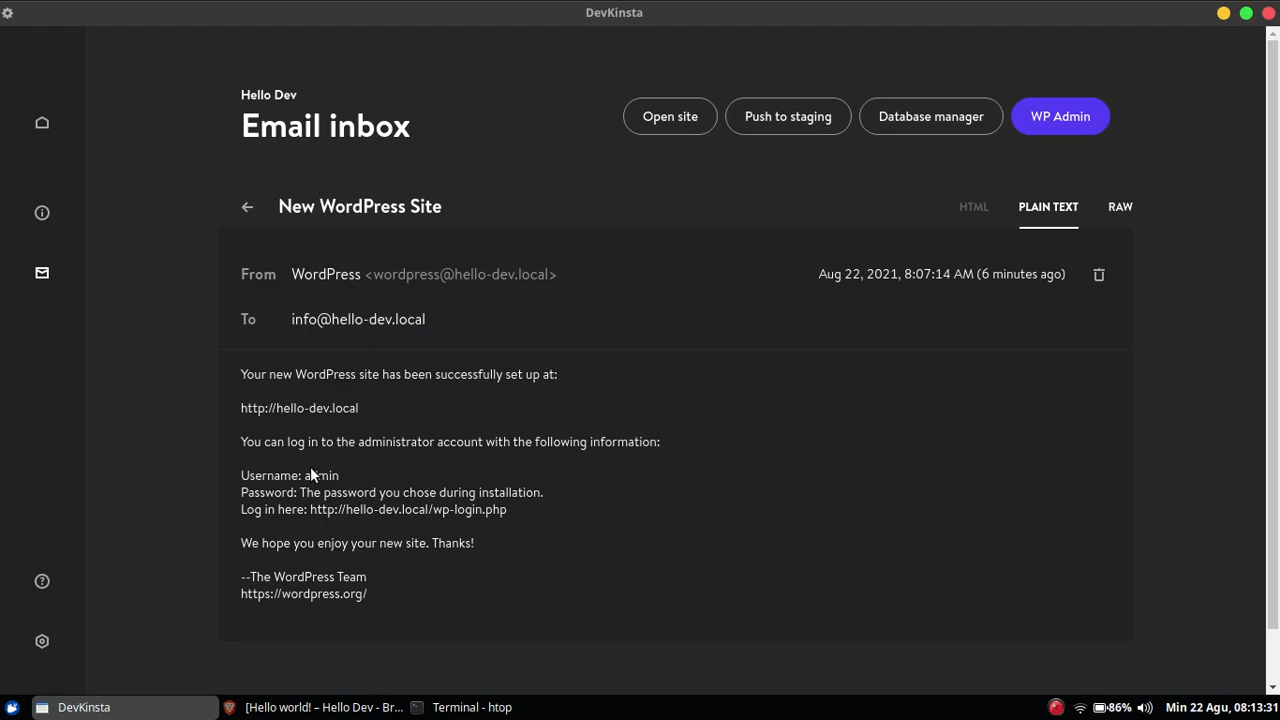 DevKinsta
Hello Dev
Email inbox
Open site
Push to staging
Database manager
WP Admin
New WordPress Site
HTML
PLAIN TEXT
RAW
From WordPress <wordpress@hello-dev.local>
Aug 22, 2021, 8:07:14 AM (6 minutes ago)
To info@hello-dev.local
Your new WordPress site has been successfully set up at:
http://hello-dev.local
You can log in to the administrator account with the following information:
Username: admin
Password: The password you chose during installation.
Log in here: http://hello-dev.local/wp-login.php
We hope you enjoy your new site. Thanks!
--The WordPress Team
https://wordpress.org/
DevKinsta
[Hello world! – Hello Dev - Br...
Terminal - htop
86%
Min 22 Agu, 08:13:31